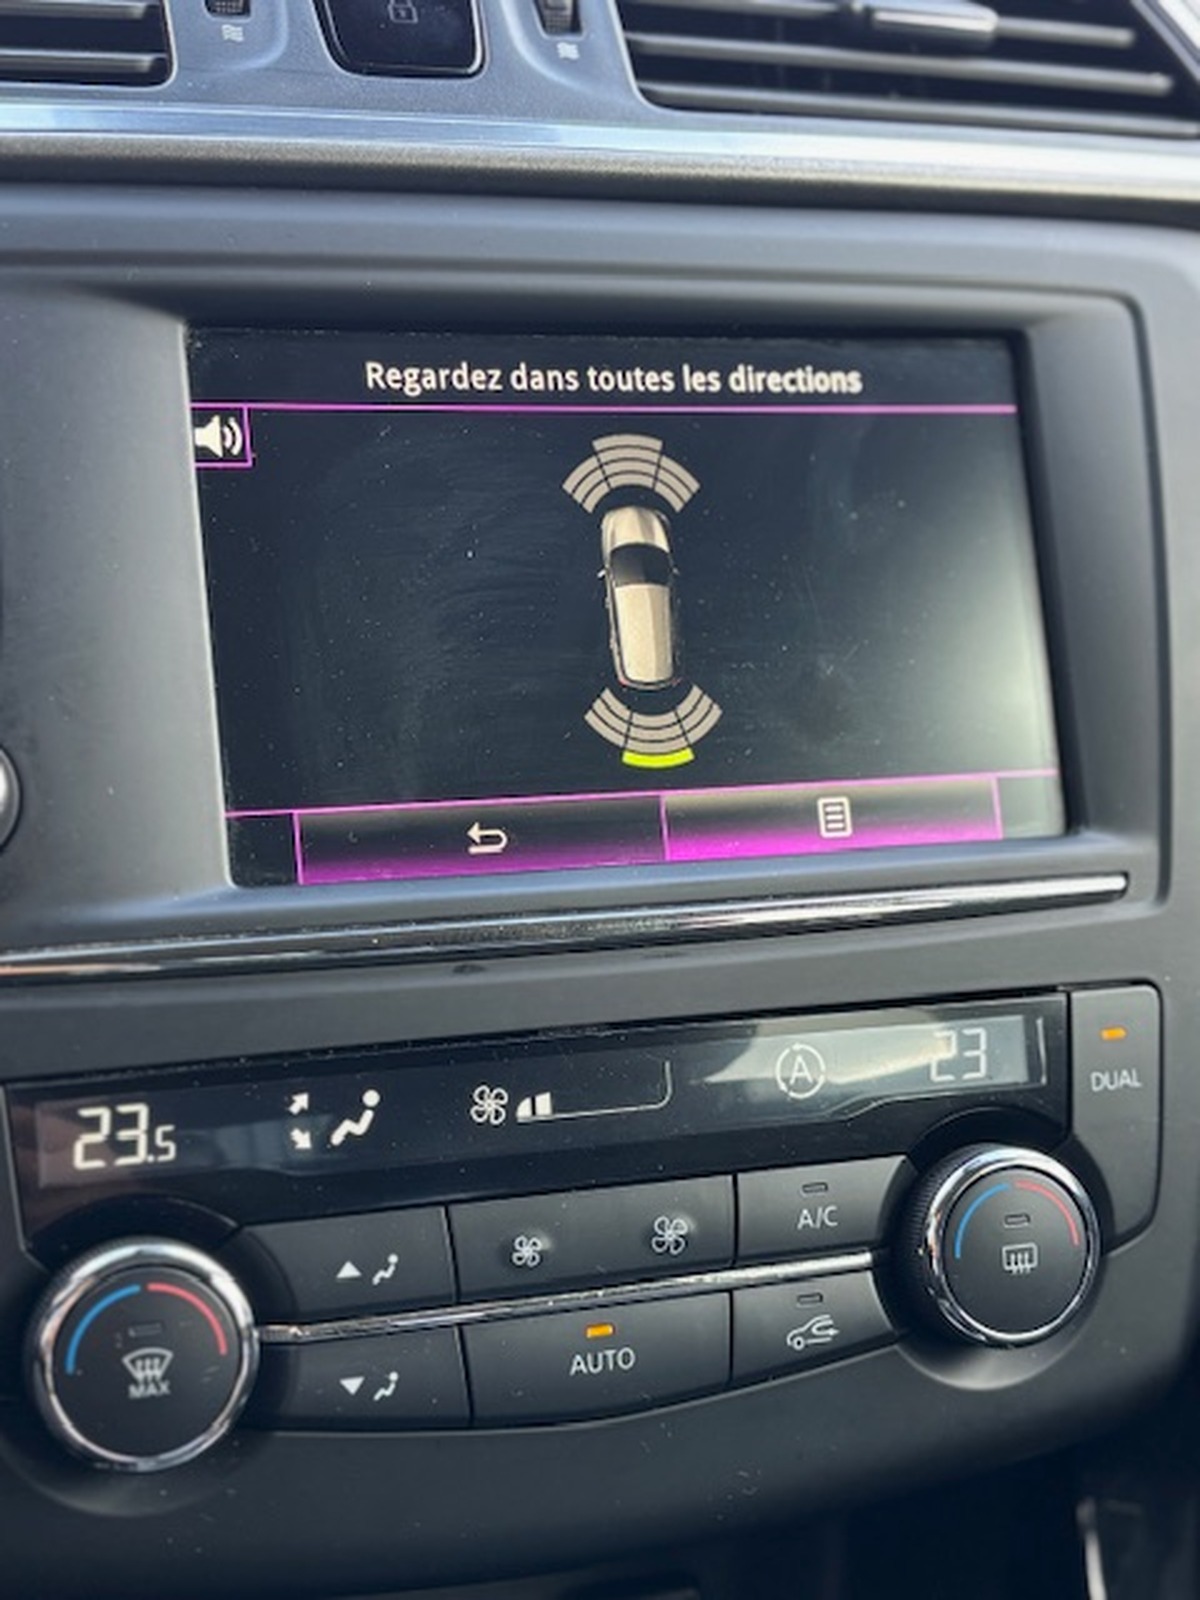 Regardez dans toutes les directions
23.5
A
23
DUAL
A/C
AUTO
MAX